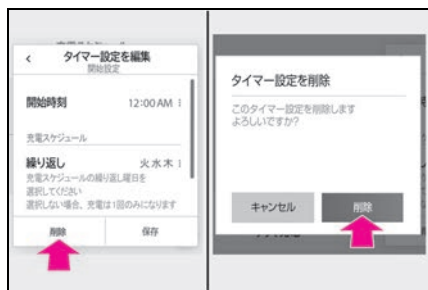 タイマー設定を編集
開始設定
開始時刻 12:00 AM
充電スケジュール
繰り返し 火水木
充電スケジュールの繰り返し曜日を
選択してください
選択しない場合、充電は1回のみになります
削除 保存
タイマー設定を削除
このタイマー設定を削除します
よろしいですか?
キャンセル 削除